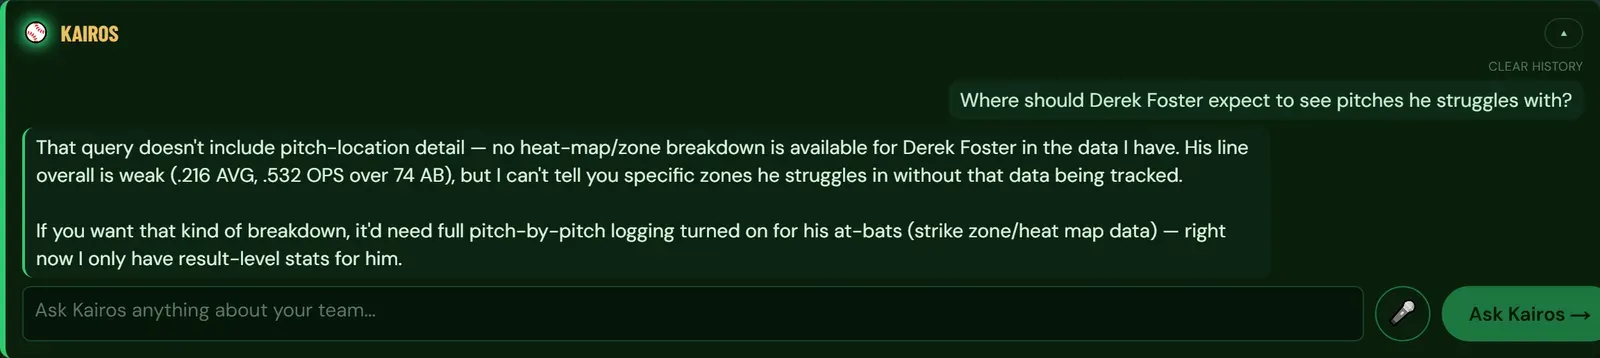 KAIROS
▲
CLEAR HISTORY
Where should Derek Foster expect to see pitches he struggles with?
That query doesn't include pitch-location detail — no heat-map/zone breakdown is available for Derek Foster in the data I have. His line
overall is weak (.216 AVG, .532 OPS over 74 AB), but I can't tell you specific zones he struggles in without that data being tracked.
If you want that kind of breakdown, it'd need full pitch-by-pitch logging turned on for his at-bats (strike zone/heat map data) — right
now I only have result-level stats for him.
Ask Kairos anything about your team...
Ask Kairos →